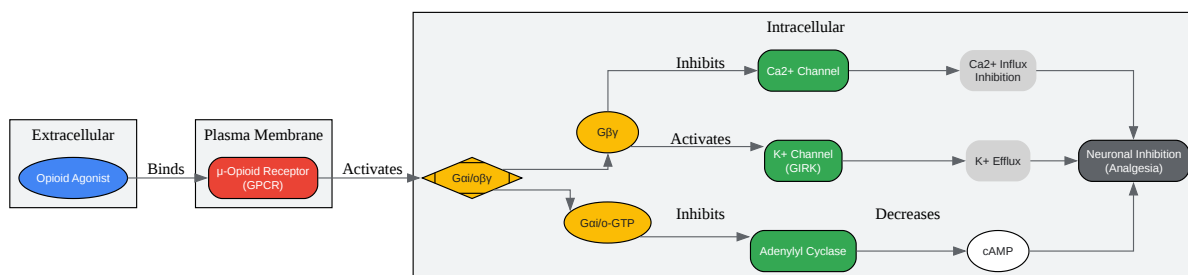 Intracellular
Inhibits
Ca2+ Channel
Ca2+ Influx
Inhibition
Extracellular
Plasma Membrane
Gβγ
Activates
Opioid Agonist
Binds
μ-Opioid Receptor
(GPCR)
Activates
Gαi/oβγ
K+ Channel
(GIRK)
K+ Efflux
Neuronal Inhibition
(Analgesia)
Gαi/o-GTP
Inhibits
Adenylyl Cyclase
Decreases
cAMP